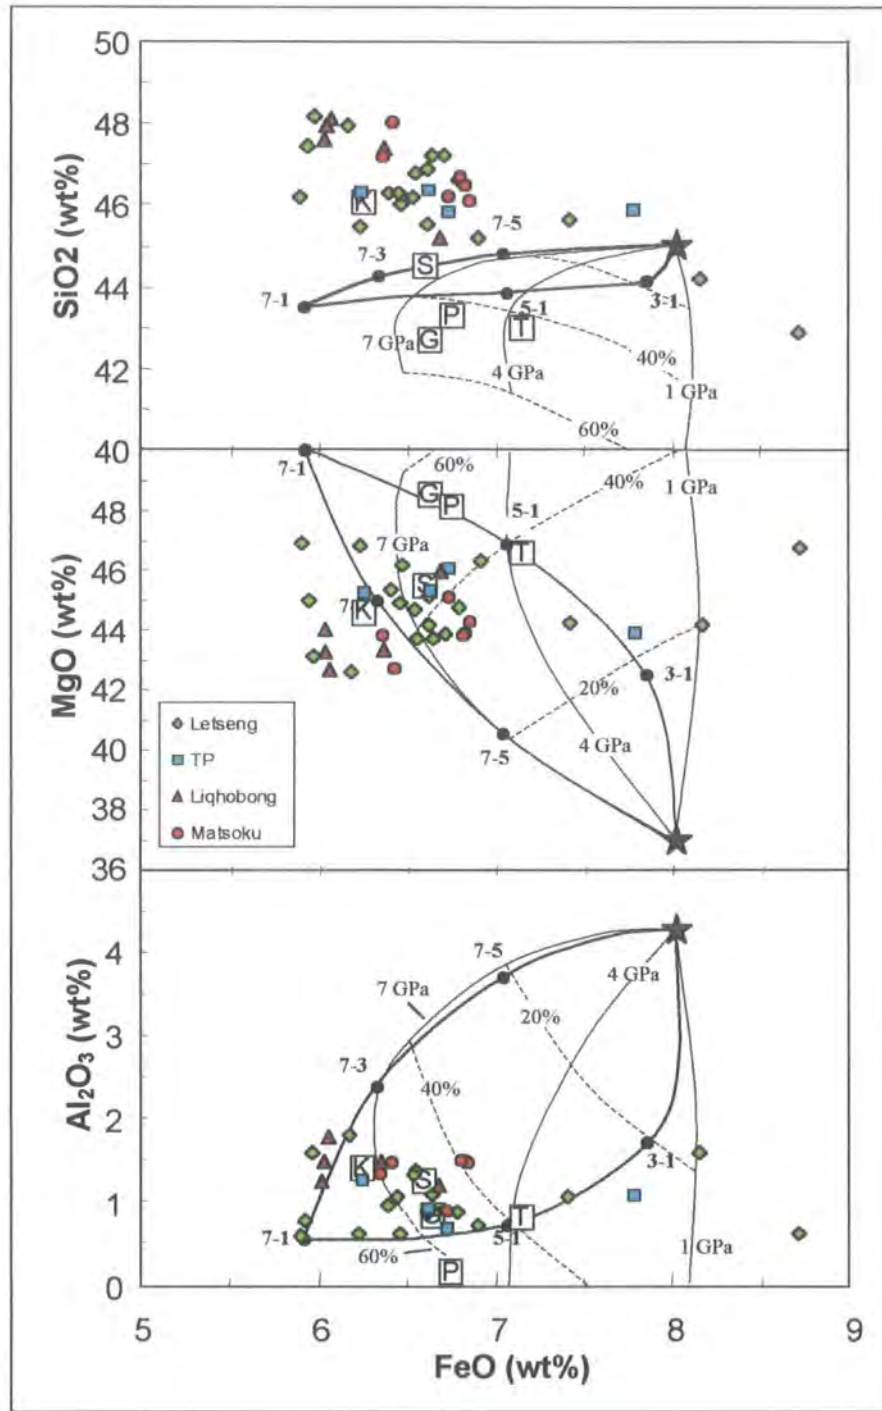 50
48
46
44
42
40
SiO2 (wt%)
K
7-5
7-3
S
7-1
3-1
5-1
P
T
G
7 GPa
4 GPa
40%
1 GPa
60%
7-1
60%
G
P
5-1
40%
1 GPa
7 GPa
T
S
K
3-1
20%
7-5
4 GPa
48
46
44
42
40
38
36
MgO (wt%)
Letseng
TP
Liqhobong
Matsoku
7-5
4 GPa
7 GPa
20%
7-3
40%
K
S
3-1
7-1
T
5-1
60%
P
1 GPa
4
3
2
1
0
Al₂O₃ (wt%)
5
6
7
8
9
FeO (wt%)